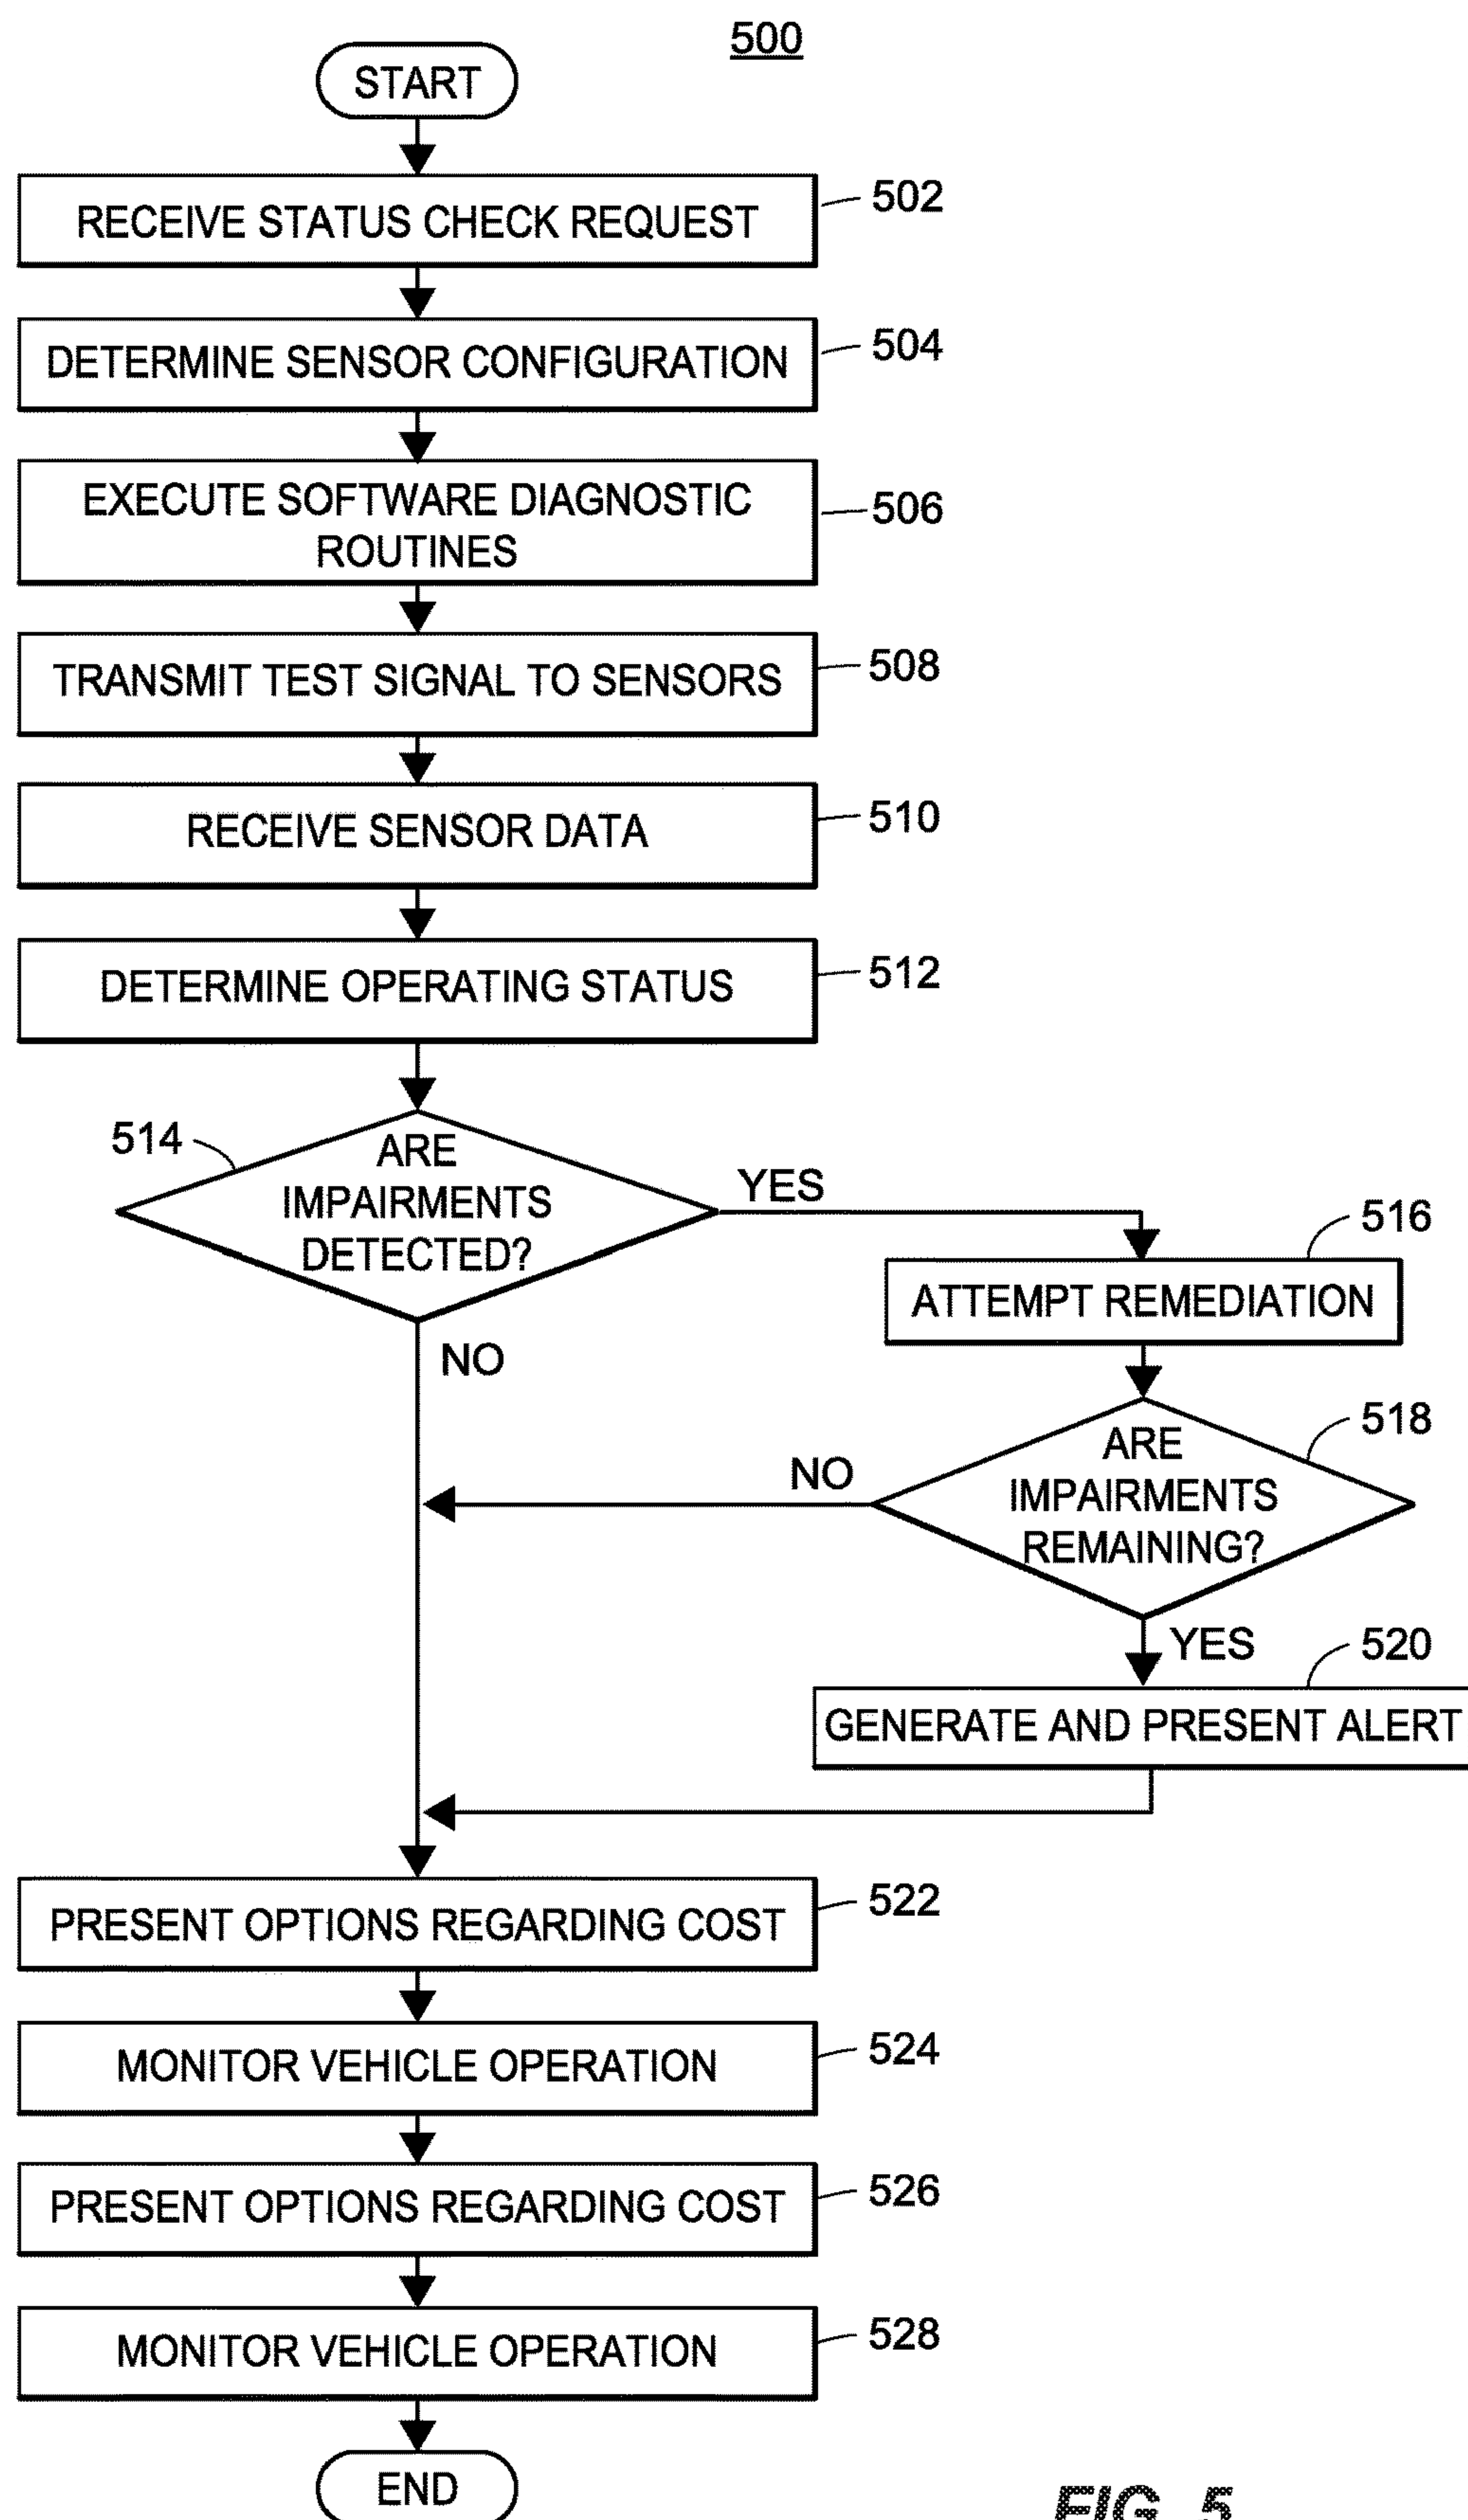 500
START
RECEIVE STATUS CHECK REQUEST
502
DETERMINE SENSOR CONFIGURATION
504
EXECUTE SOFTWARE DIAGNOSTIC
ROUTINES
506
TRANSMIT TEST SIGNAL TO SENSORS
508
RECEIVE SENSOR DATA
510
DETERMINE OPERATING STATUS
512
514
ARE
IMPAIRMENTS
DETECTED?
YES
NO
516
ATTEMPT REMEDIATION
518
ARE
IMPAIRMENTS
REMAINING?
NO
YES
520
GENERATE AND PRESENT ALERT
PRESENT OPTIONS REGARDING COST
522
MONITOR VEHICLE OPERATION
524
PRESENT OPTIONS REGARDING COST
526
MONITOR VEHICLE OPERATION
528
END
FIG. 5